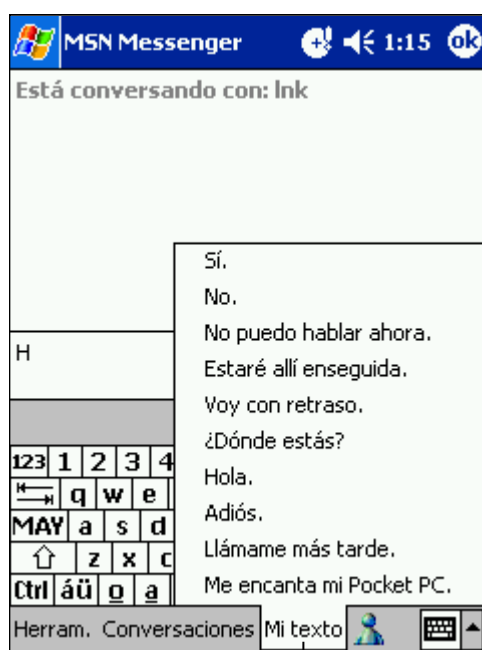 MSN Messenger 1:15 ok
Está conversando con: lnk
Sí.
No.
No puedo hablar ahora.
H
Estaré allí enseguida.
Voy con retraso.
¿Dónde estás?
Hola.
Adiós.
Llámame más tarde.
Me encanta mi Pocket PC.
123 1 2 3 4
q w e
MAY a s d
z x c
Ctrl áü o a
Herram. Conversaciones Mi texto